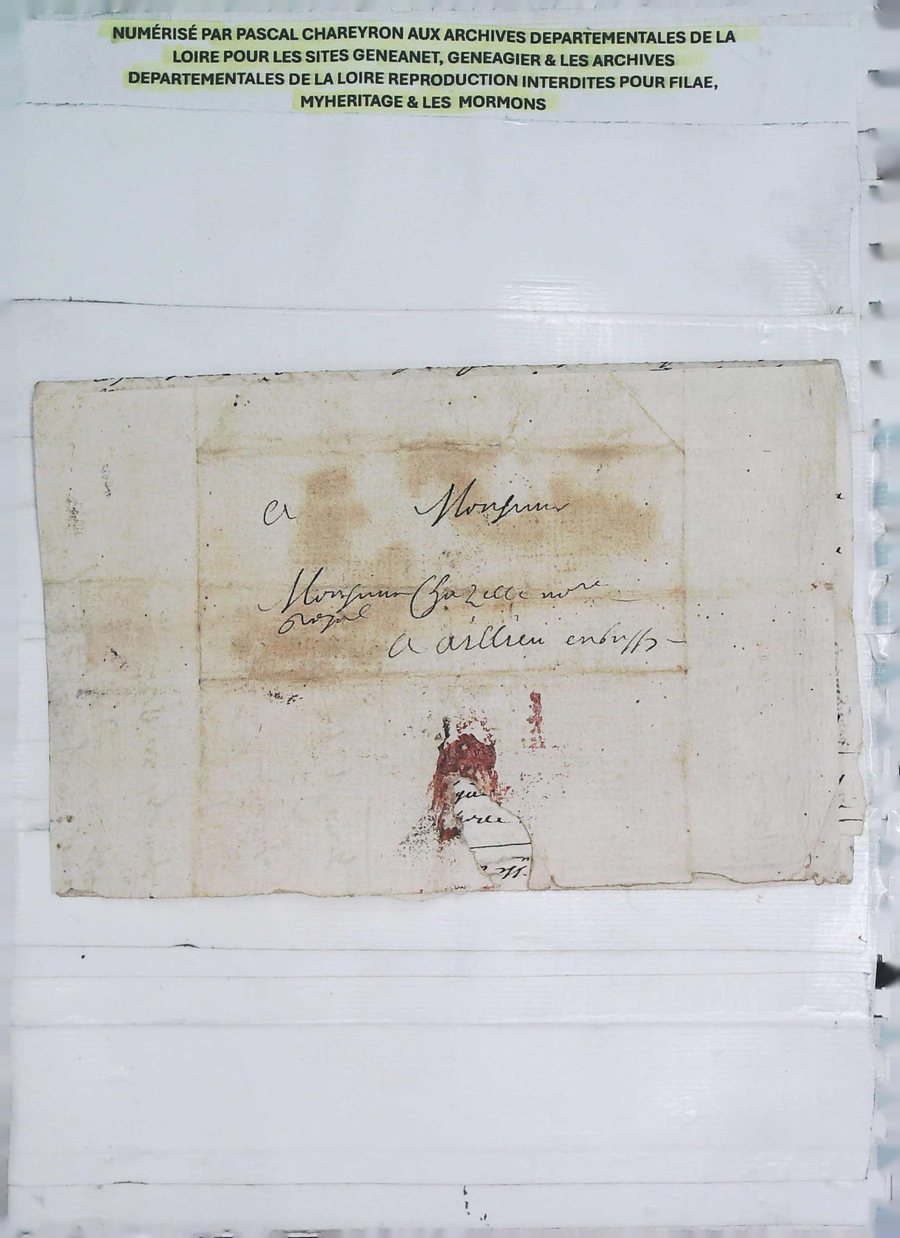 NUMÉRISÉ PAR PASCAL CHAREYRON AUX ARCHIVES DEPARTEMENTALES DE LA
LOIRE POUR LES SITES GENEANET, GENEAGIER & LES ARCHIVES
DEPARTEMENTALES DE LA LOIRE REPRODUCTION INTERDITES POUR FILAE,
MYHERITAGE & LES MORMONS
A Monsieur
Monsieur Chazelle nore
royal
A aillieu